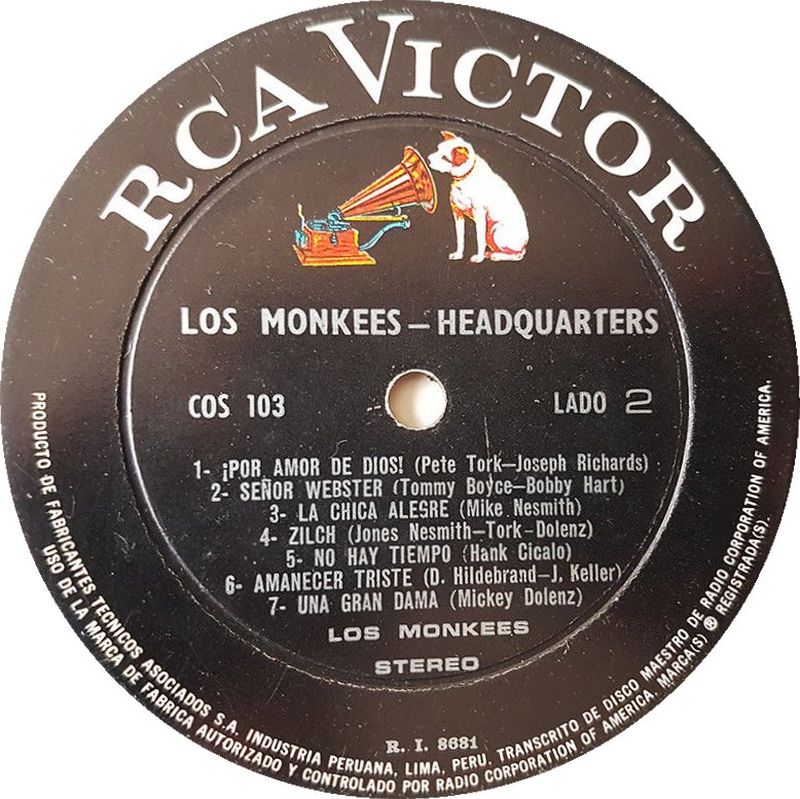 RCA VICTOR
LOS MONKEES – HEADQUARTERS
COS 103
LADO 2
1- ¡POR AMOR DE DIOS! (Pete Tork–Joseph Richards)
2- SEÑOR WEBSTER (Tommy Boyce–Bobby Hart)
3- LA CHICA ALEGRE (Mike Nesmith)
4- ZILCH (Jones Nesmith-Tork-Dolenz)
5- NO HAY TIEMPO (Hank Cicalo)
6- AMANECER TRISTE (D. Hildebrand–J. Keller)
7- UNA GRAN DAMA (Mickey Dolenz)
LOS MONKEES
STEREO
R. I. 8681
PRODUCTO DE FABRICANTES TECNICOS ASOCIADOS S.A. INDUSTRIA PERUANA, LIMA, PERU. TRANSCRITO DE DISCO MAESTRO DE RADIO CORPORATION OF AMERICA.
USO DE LA MARCA DE FABRICA AUTORIZADO Y CONTROLADO POR RADIO CORPORATION OF AMERICA. MARCA(S) ® REGISTRADA(S).